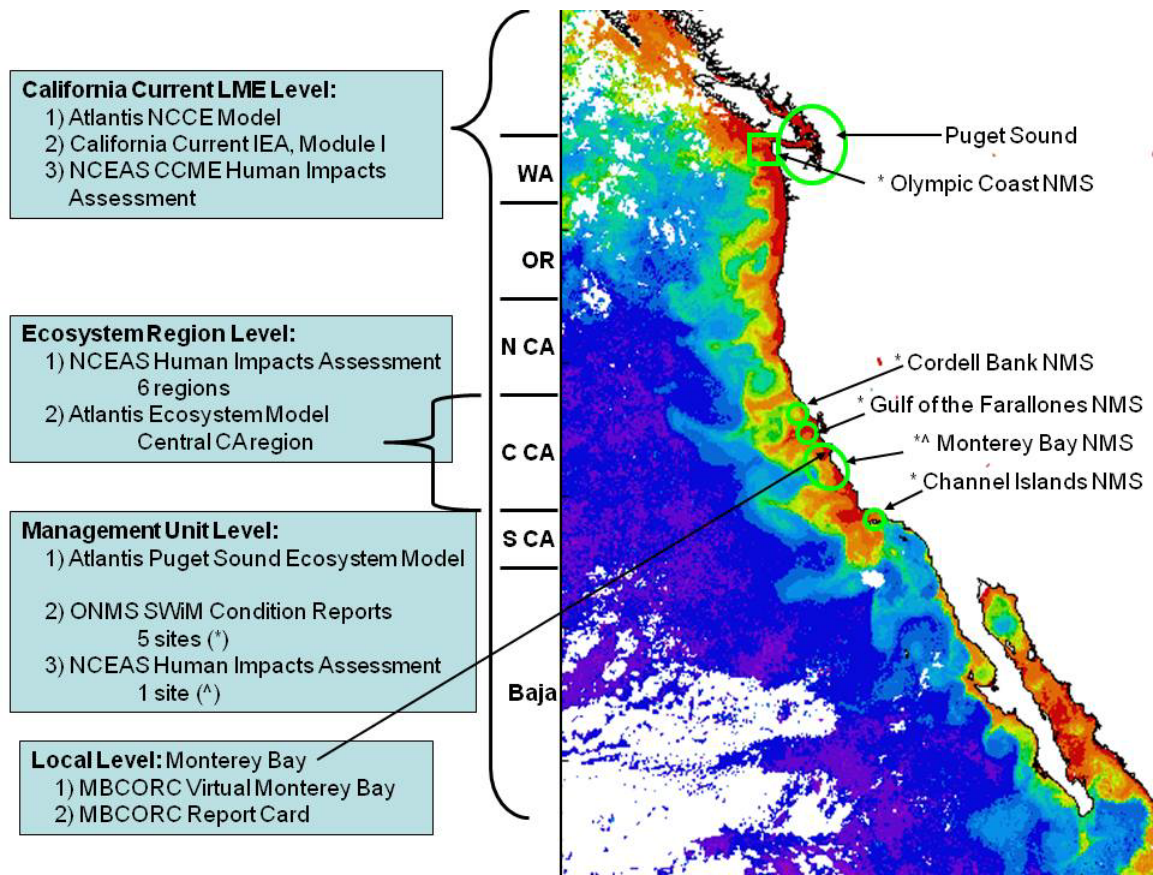 California Current LME Level:
1) Atlantis NCCE Model
2) California Current IEA, Module I
3) NCEAS CCME Human Impacts
Assessment
Ecosystem Region Level:
1) NCEAS Human Impacts Assessment
6 regions
2) Atlantis Ecosystem Model
Central CA region
Management Unit Level:
1) Atlantis Puget Sound Ecosystem Model
2) ONMS SWiM Condition Reports
5 sites (*)
3) NCEAS Human Impacts Assessment
1 site (^)
Local Level: Monterey Bay
1) MBCORC Virtual Monterey Bay
2) MBCORC Report Card
WA
OR
N CA
C CA
S CA
Baja
Puget Sound
* Olympic Coast NMS
* Cordell Bank NMS
* Gulf of the Farallones NMS
*^ Monterey Bay NMS
* Channel Islands NMS